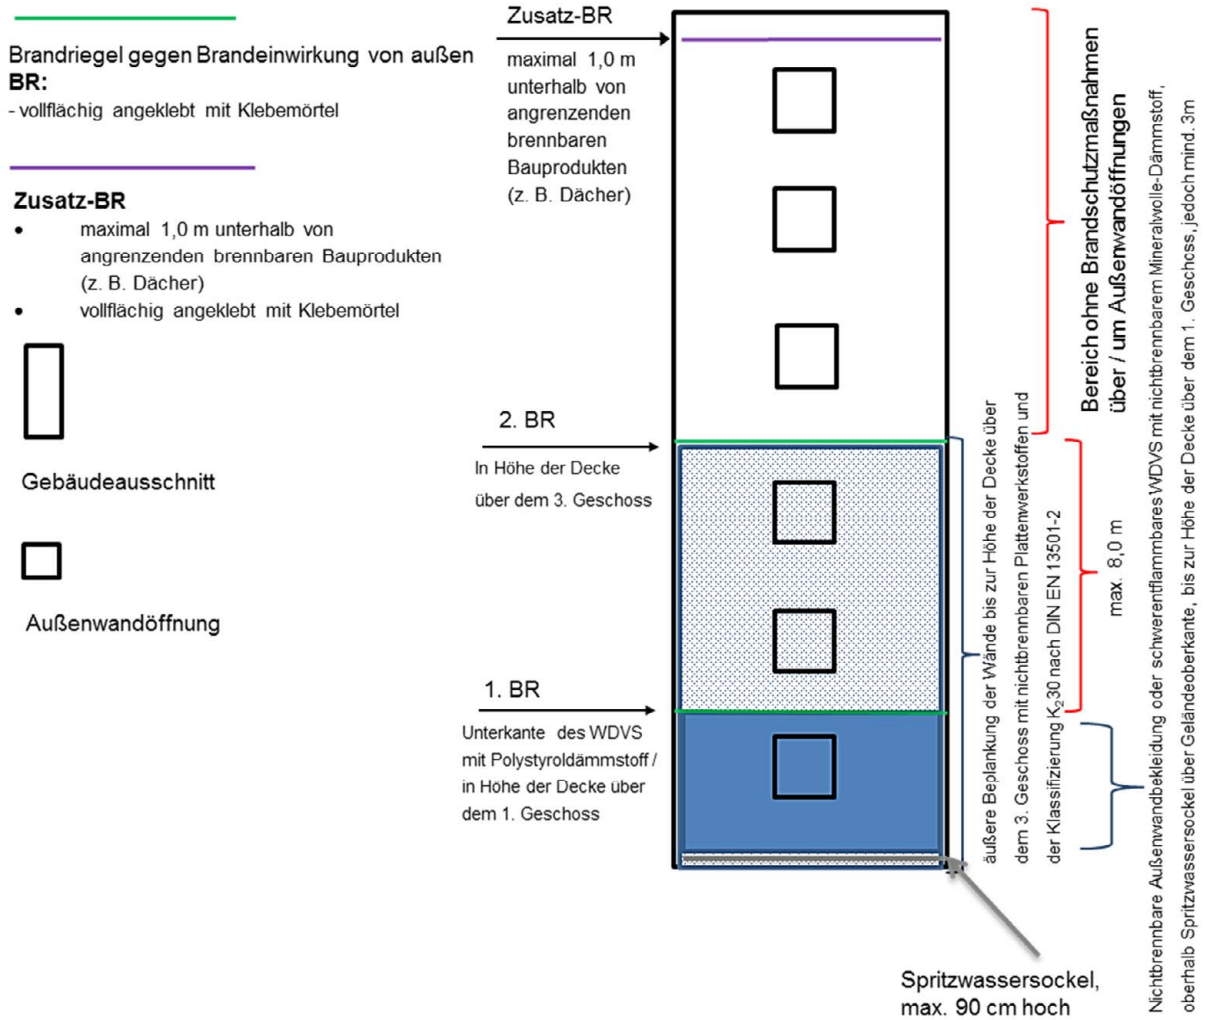 Brandriegel gegen Brandeinwirkung von außen
BR:
- vollflächig angeklebt mit Klebemörtel
Zusatz-BR
• maximal 1,0 m unterhalb von
angrenzenden brennbaren Bauprodukten
(z. B. Dächer)
• vollflächig angeklebt mit Klebemörtel
Gebäudeausschnitt
Außenwandöffnung
Zusatz-BR
maximal 1,0 m
unterhalb von
angrenzenden
brennbaren
Bauprodukten
(z. B. Dächer)
2. BR
In Höhe der Decke
über dem 3. Geschoss
1. BR
Unterkante des WDVS
mit Polystyroldämmstoff /
in Höhe der Decke über
dem 1. Geschoss
äußere Beplankung der Wände bis zur Höhe der Decke über
dem 3. Geschoss mit nichtbrennbaren Plattenwerkstoffen und
der Klassifizierung K₂30 nach DIN EN 13501-2
Bereich ohne Brandschutzmaßnahmen
über / um Außenwandöffnungen
max. 8,0 m
Nichtbrennbare Außenwandbekleidung oder schwerentflammbares WDVS mit nichtbrennbarem Mineralwolle-Dämmstoff,
oberhalb Spritzwassersockel über Geländeoberkante, bis zur Höhe der Decke über dem 1. Geschoss, jedoch mind. 3m
Spritzwassersockel,
max. 90 cm hoch